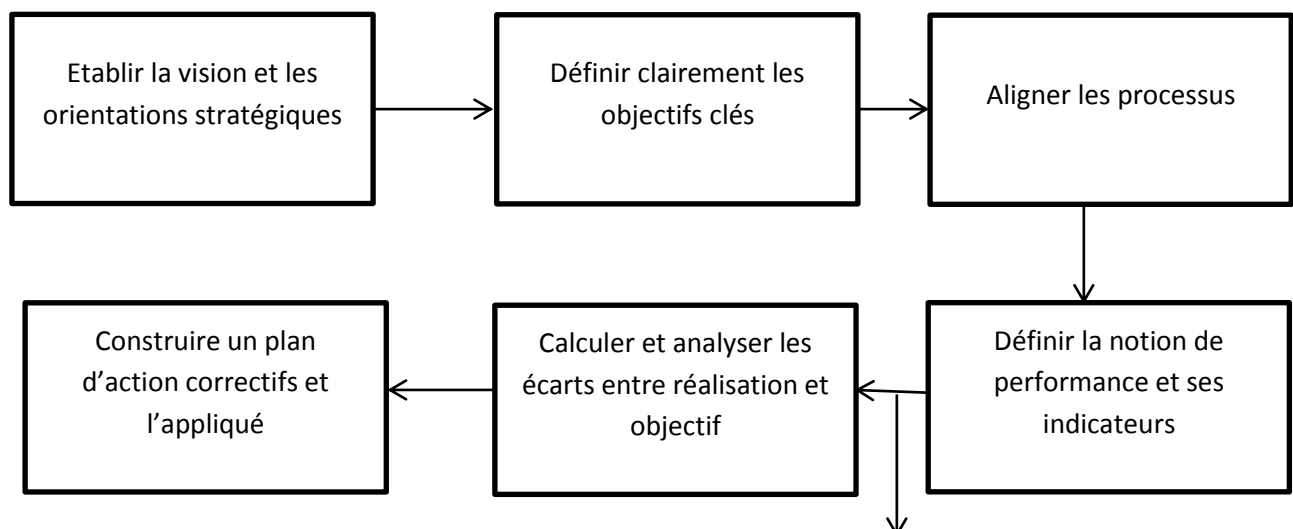 Etablir la vision et les
orientations stratégiques
Définir clairement les
objectifs clés
Aligner les processus
Définir la notion de
performance et ses
indicateurs
Calculer et analyser les
écarts entre réalisation et
objectif
Construire un plan
d’action correctifs et
l’appliqué